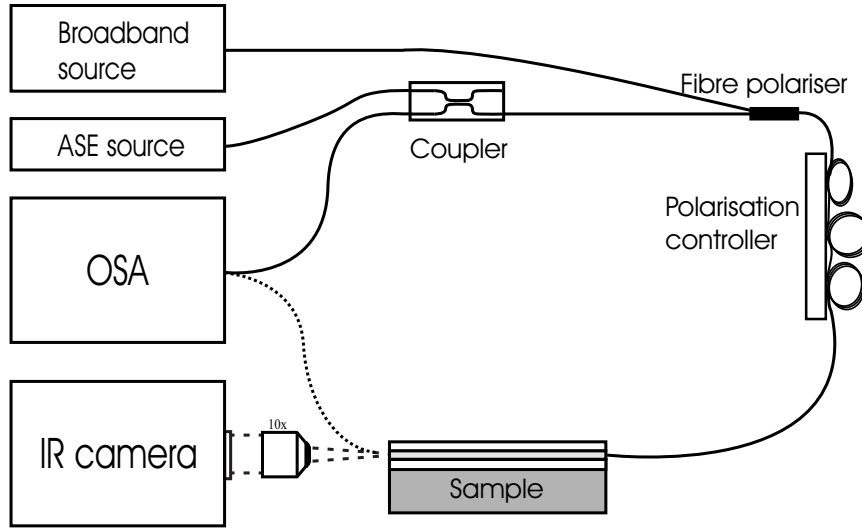 Broadband
source
Fibre polariser
ASE source
Coupler
Polarisation
controller
OSA
IR camera
10x
Sample